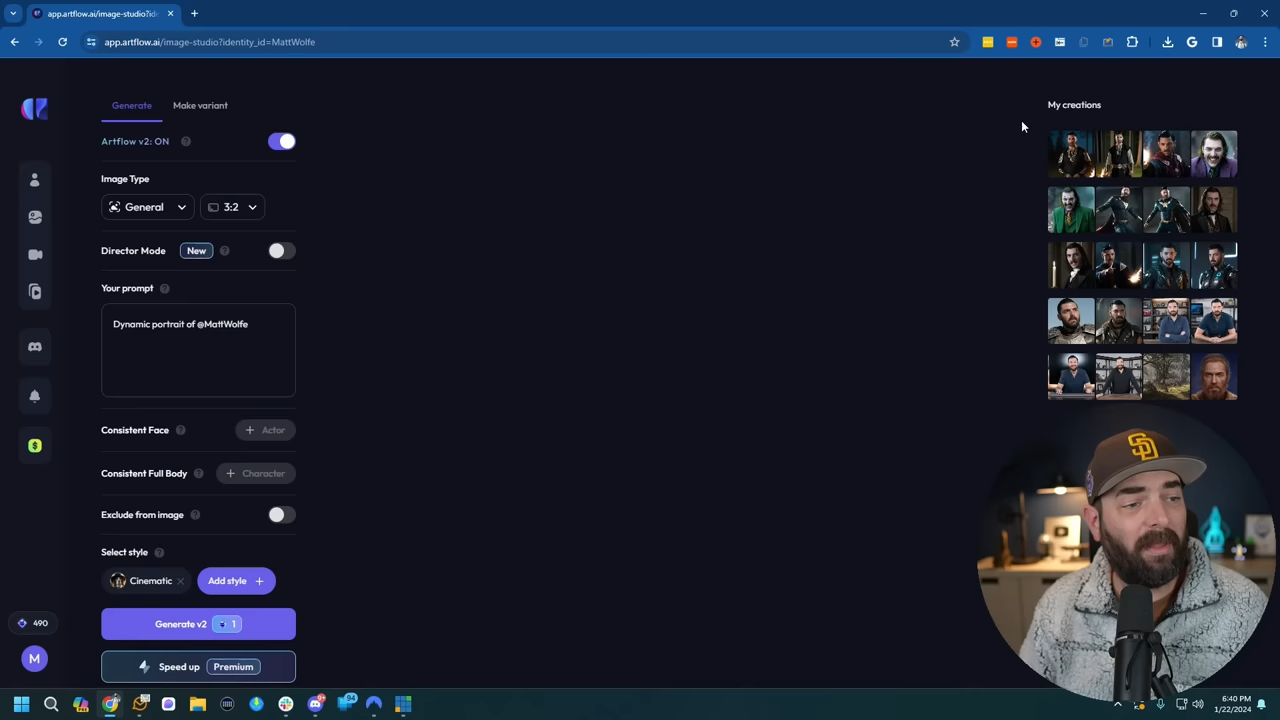 app.artflow.ai/image-studio?ide
app.artflow.ai/image-studio?identity_id=MattWolfe
Generate Make variant
My creations
Artflow v2: ON
Image Type
General 3:2
Director Mode New
Your prompt
Dynamic portrait of @MattWolfe
Consistent Face + Actor
Consistent Full Body + Character
Exclude from image
SD
Select style
Cinematic Add style +
Generate v2 1
490
M
Speed up Premium
94
6:40 PM
1/22/2024